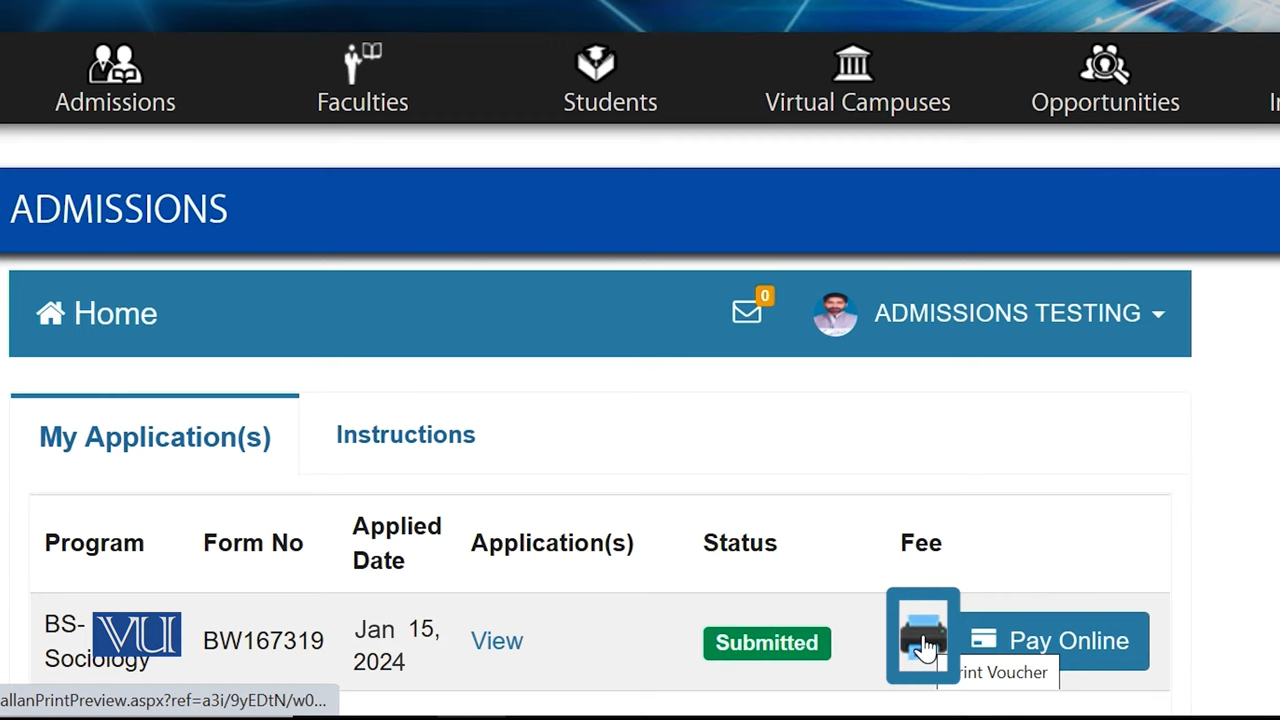 Admissions
Faculties
Students
Virtual Campuses
Opportunities
ADMISSIONS
Home
0
ADMISSIONS TESTING
My Application(s)
Instructions
Program
Form No
Applied Date
Application(s)
Status
Fee
BS-
Sociology
VU
BW167319
Jan 15,
2024
View
Submitted
Pay Online
Voucher
allanPrintPreview.aspx?ref=a3i/9yEDtN/w0...